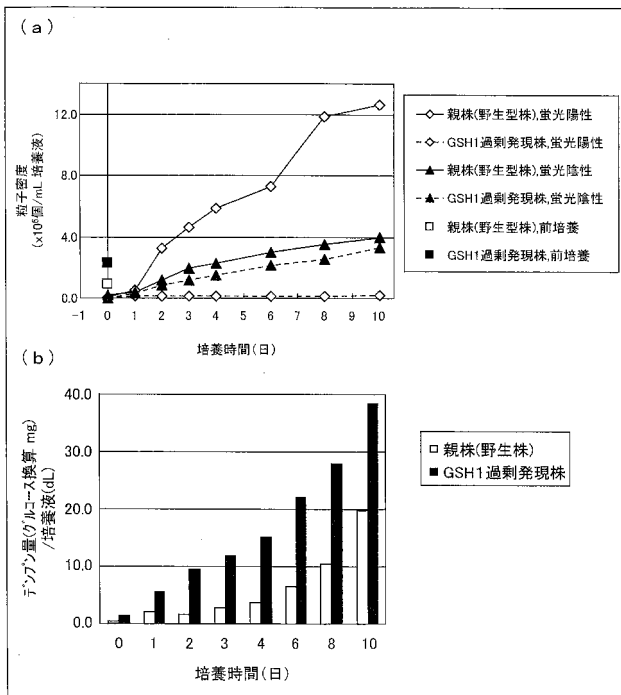 (a)
粒子密度
(x10⁶個/mL 培養液)
12.0
8.0
4.0
0.0
-1 0 1 2 3 4 5 6 7 8 9 10
培養時間(日)
親株(野生型株),蛍光陽性
GSH1過剰発現株,蛍光陽性
親株(野生型株),蛍光陰性
GSH1過剰発現株,蛍光陰性
親株(野生型株),前培養
GSH1過剰発現株,前培養
(b)
デンプン量(グルコース換算 mg)
/培養液(dL)
40.0
30.0
20.0
10.0
0.0
0 1 2 3 4 6 8 10
培養時間(日)
親株(野生株)
GSH1過剰発現株